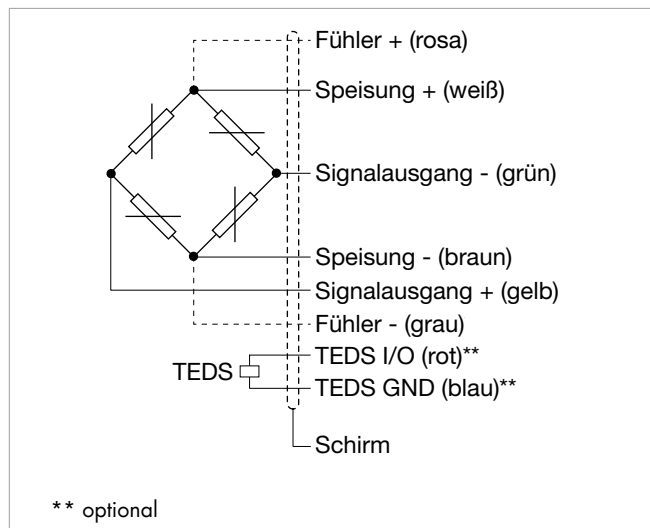 Fühler + (rosa)
Speisung + (weiß)
Signalausgang - (grün)
Speisung - (braun)
Signalausgang + (gelb)
Fühler - (grau)
TEDS I/O (rot)**
TEDS
TEDS GND (blau)**
Schirm
** optional